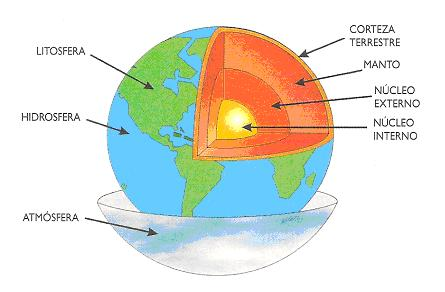 LITOSFERA
HIDROSFERA
ATMÓSFERA
CORTEZA
TERRESTRE
MANTO
NÚCLEO
EXTERNO
NÚCLEO
INTERNO